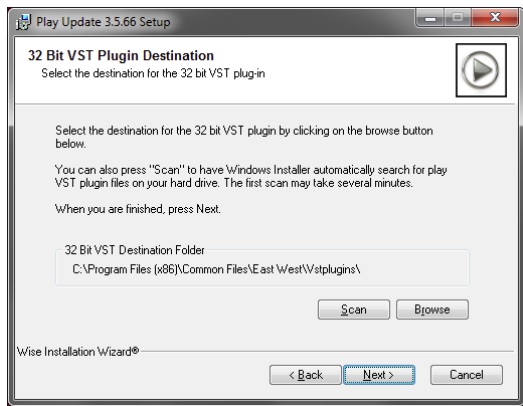 Play Update 3.5.66 Setup
32 Bit VST Plugin Destination
Select the destination for the 32 bit VST plug-in
Select the destination for the 32 bit VST plugin by clicking on the browse button
below.
You can also press "Scan" to have Windows Installer automatically search for play
VST plugin files on your hard drive. The first scan may take several minutes.
When you are finished, press Next.
32 Bit VST Destination Folder
C:\Program Files (x86)\Common Files\East West\Vstplugins\
Scan Browse
Wise Installation Wizard®
< Back Next > Cancel